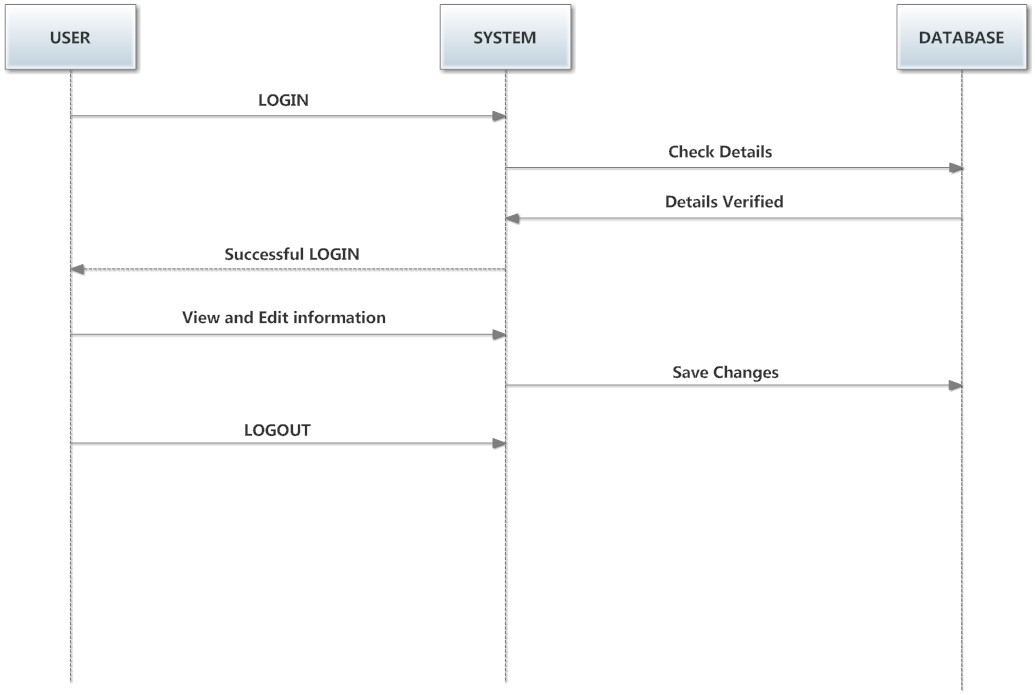 USER
SYSTEM
DATABASE
LOGIN
Check Details
Details Verified
Successful LOGIN
View and Edit information
Save Changes
LOGOUT